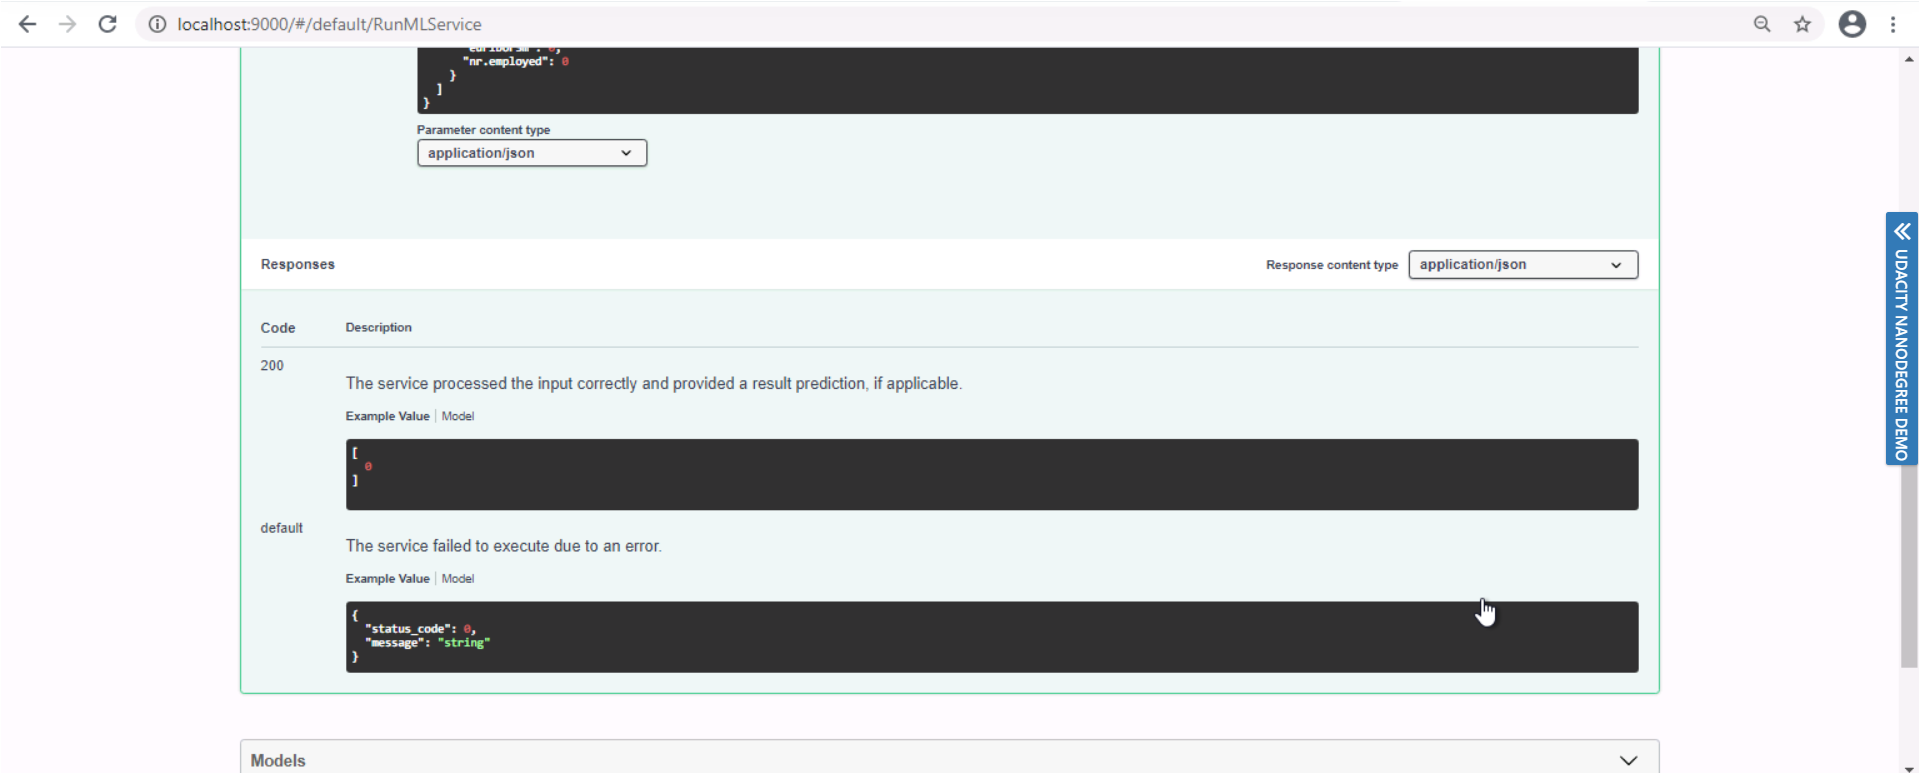 localhost:9000/#/default/RunMLService
"nr.employed": 0
}
]
}
Parameter content type
application/json
Responses
Response content type
application/json
Code
Description
200
The service processed the input correctly and provided a result prediction, if applicable.
Example Value | Model
[
0
]
default
The service failed to execute due to an error.
Example Value | Model
{
"status_code": 0,
"message": "string"
}
Models
UDACITY NANODEGREE DEMO